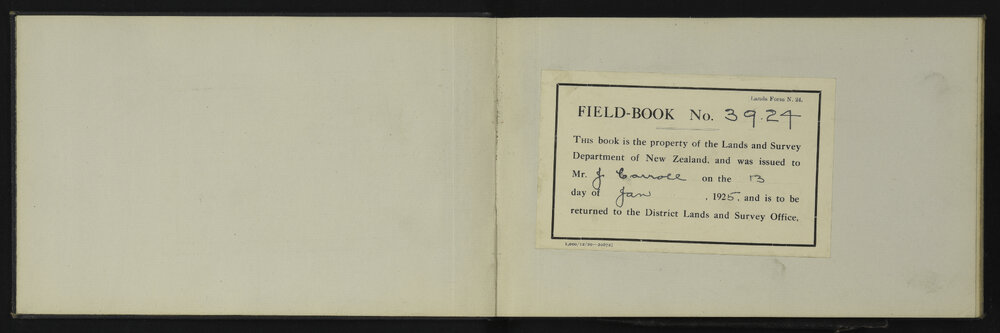 Lands Form N. 24.
FIELD-BOOK No. 3924
THIS book is the property of the Lands and Survey
Department of New Zealand, and was issued to
Mr. J. Carroll on the 13
day of Jan , 1925, and is to be
returned to the District Lands and Survey Office.